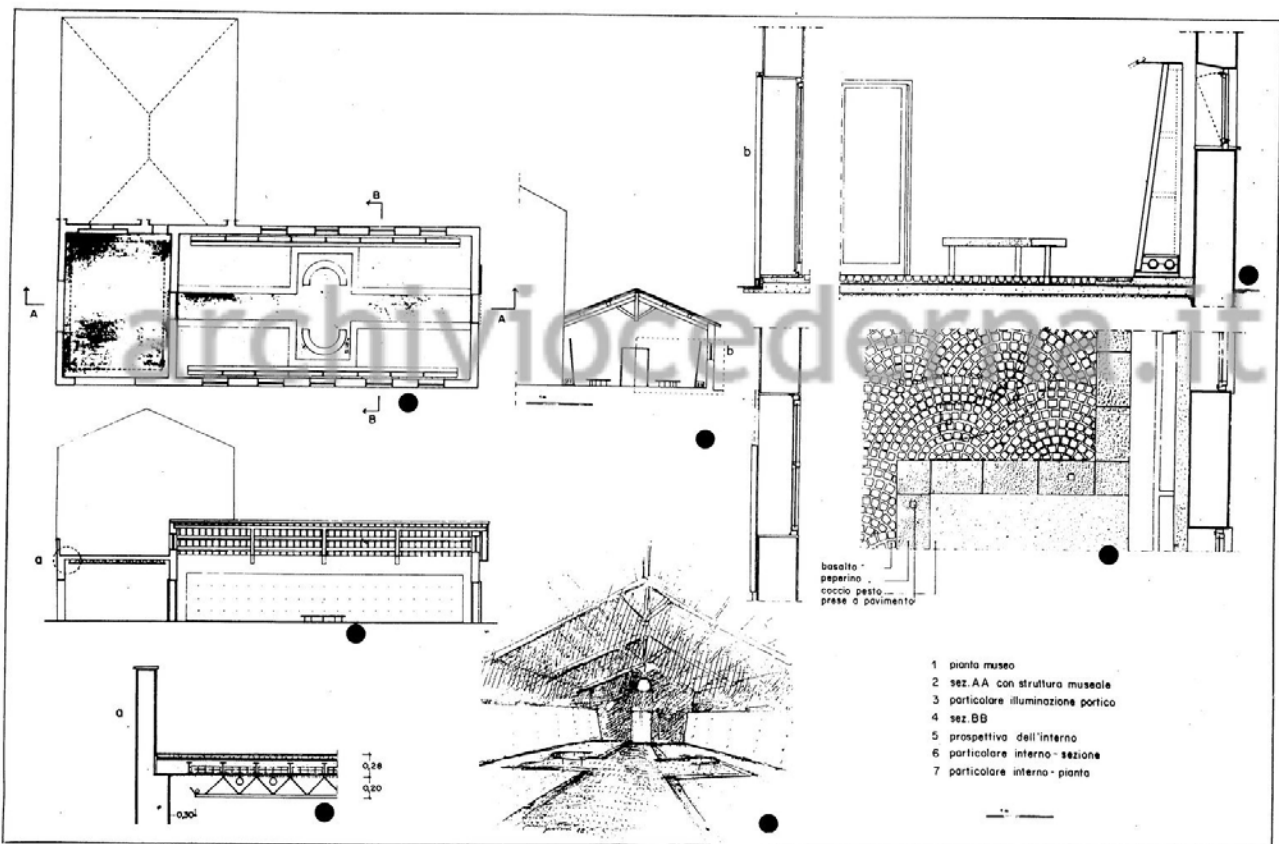 B
b
A
A
b
archiviocederna.it
B
a
basalto
peperino
coccio pesto
prese a pavimento
1 pianta museo
2 sez. AA con struttura museale
3 particolare illuminazione portico
4 sez. BB
5 prospettiva dell'interno
6 particolare interno - sezione
7 particolare interno - pianta
a
0,28
0,20
0,30